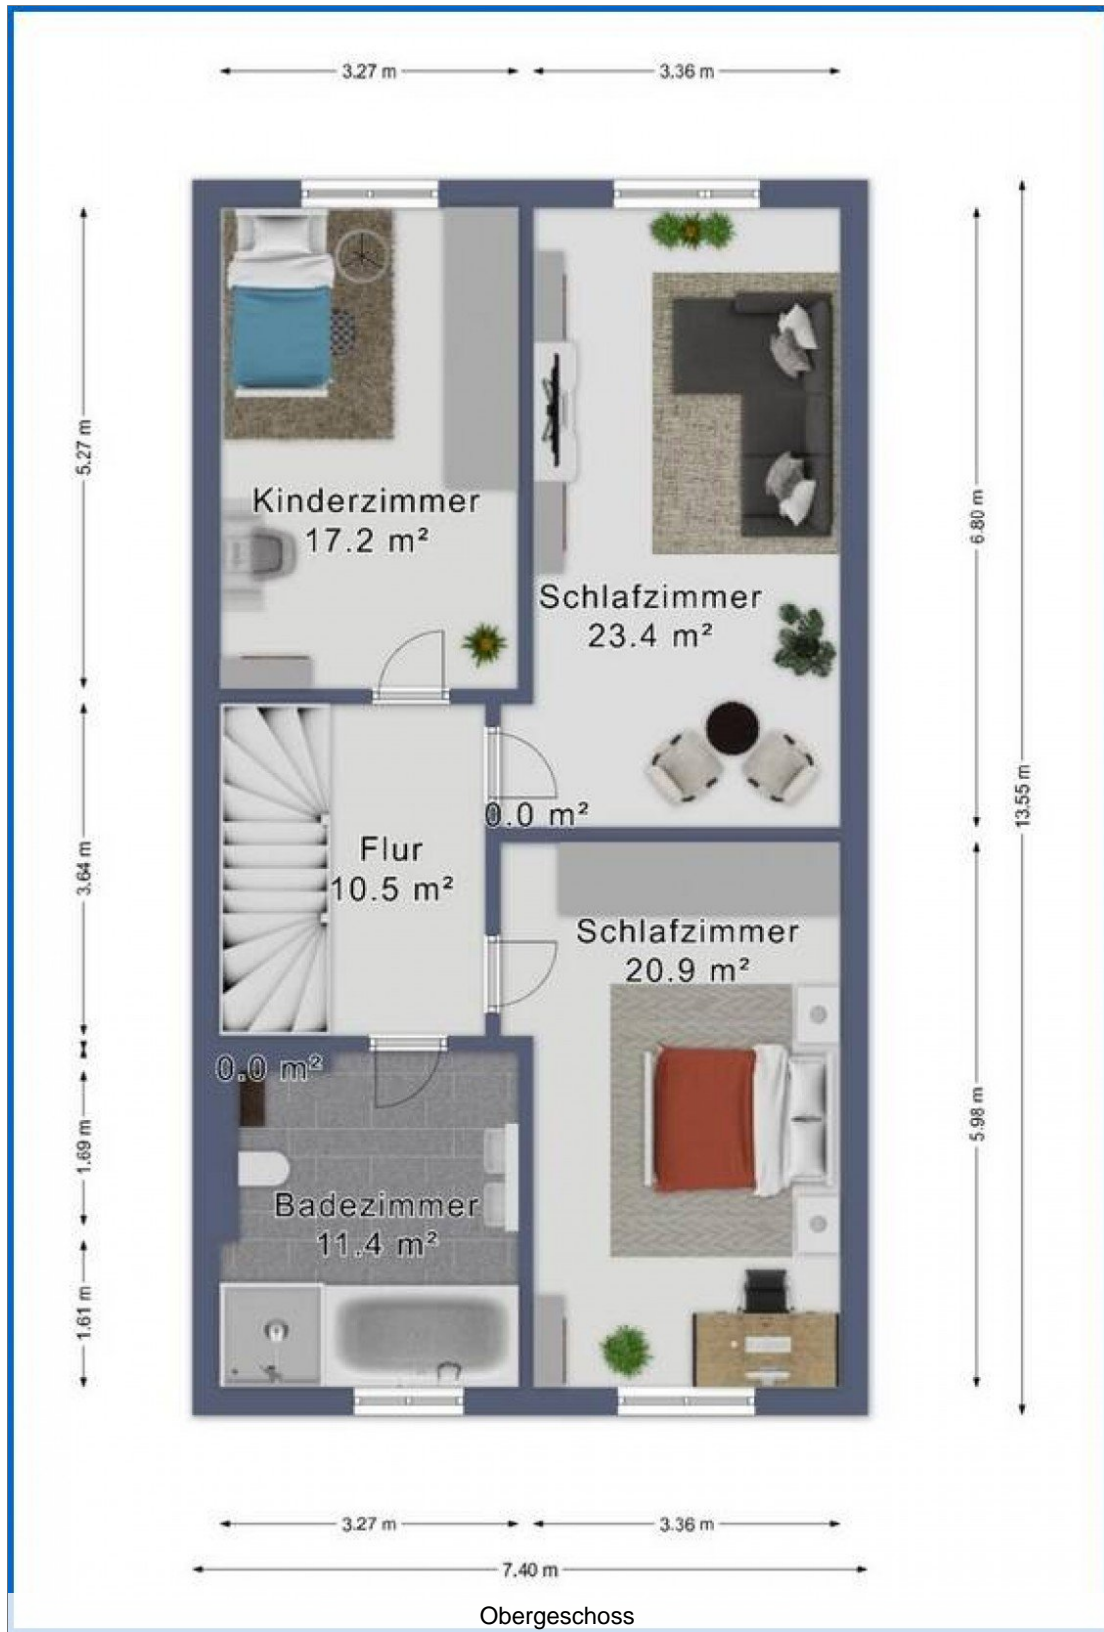 3.27 m
3.36 m
5.27 m
Kinderzimmer
17.2 m²
6.80 m
Schlafzimmer
23.4 m²
13.55 m
0.0 m²
3.64 m
Flur
10.5 m²
Schlafzimmer
20.9 m²
0.0 m²
1.69 m
5.98 m
Badezimmer
11.4 m²
1.61 m
3.27 m
3.36 m
7.40 m
Obergeschoss